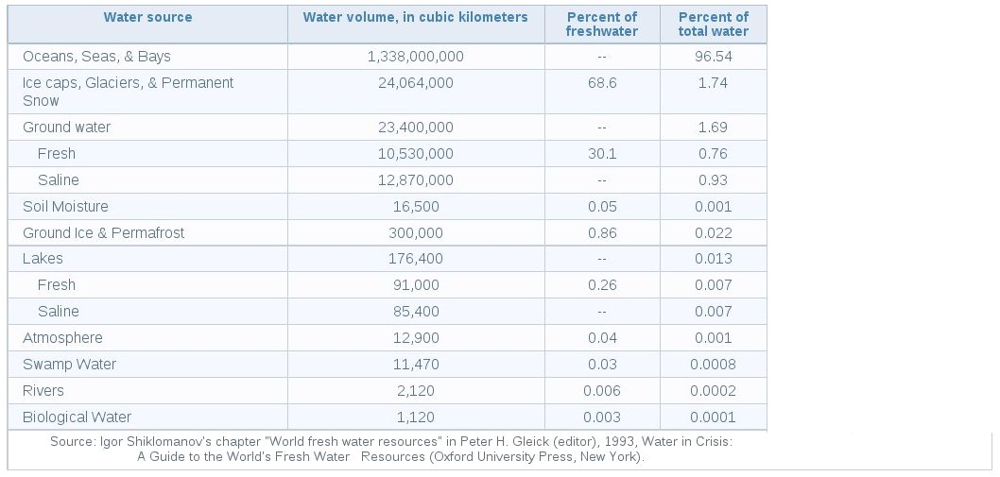 Water source Water volume, in cubic kilometers Percent of freshwater Percent of total water
Oceans, Seas, & Bays 1,338,000,000 -- 96.54
Ice caps, Glaciers, & Permanent Snow 24,064,000 68.6 1.74
Ground water 23,400,000 -- 1.69
Fresh 10,530,000 30.1 0.76
Saline 12,870,000 -- 0.93
Soil Moisture 16,500 0.05 0.001
Ground Ice & Permafrost 300,000 0.86 0.022
Lakes 176,400 -- 0.013
Fresh 91,000 0.26 0.007
Saline 85,400 -- 0.007
Atmosphere 12,900 0.04 0.001
Swamp Water 11,470 0.03 0.0008
Rivers 2,120 0.006 0.0002
Biological Water 1,120 0.003 0.0001
Source: Igor Shiklomanov's chapter "World fresh water resources" in Peter H. Gleick (editor), 1993, Water in Crisis:
A Guide to the World's Fresh Water Resources (Oxford University Press, New York).